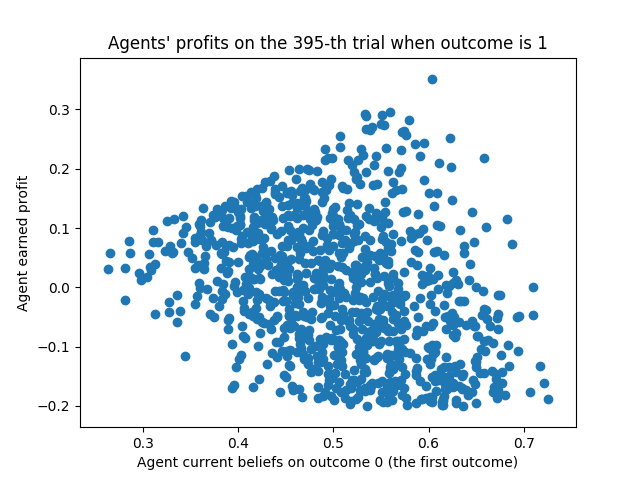 Agents' profits on the 395-th trial when outcome is 1
Agent earned profit
0.3
0.2
0.1
0.0
−0.1
−0.2
0.3 0.4 0.5 0.6 0.7
Agent current beliefs on outcome 0 (the first outcome)